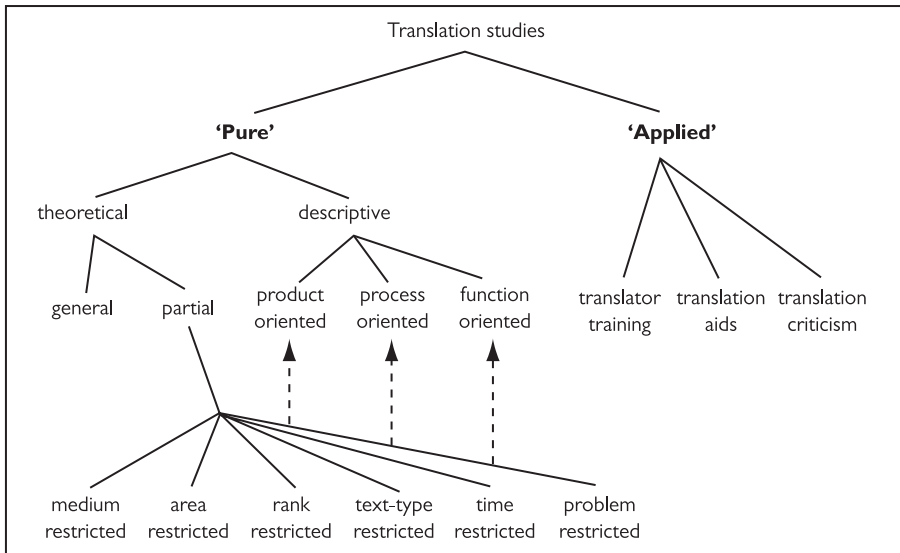 Translation studies
‘Pure’ ‘Applied’
theoretical descriptive
general partial product oriented process oriented function oriented translator training translation aids translation criticism
medium restricted area restricted rank restricted text-type restricted time restricted problem restricted